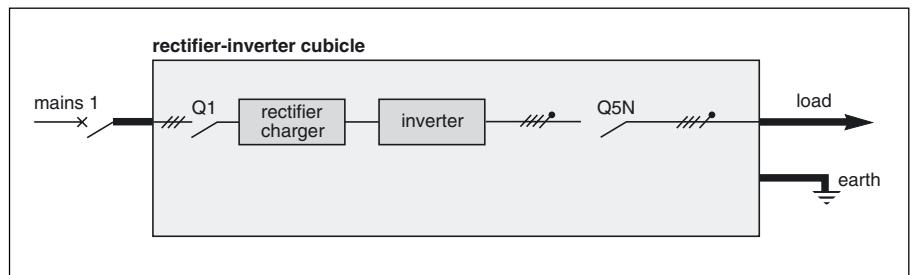 rectifier-inverter cubicle
mains 1
Q1
rectifier
charger
inverter
Q5N
load
earth